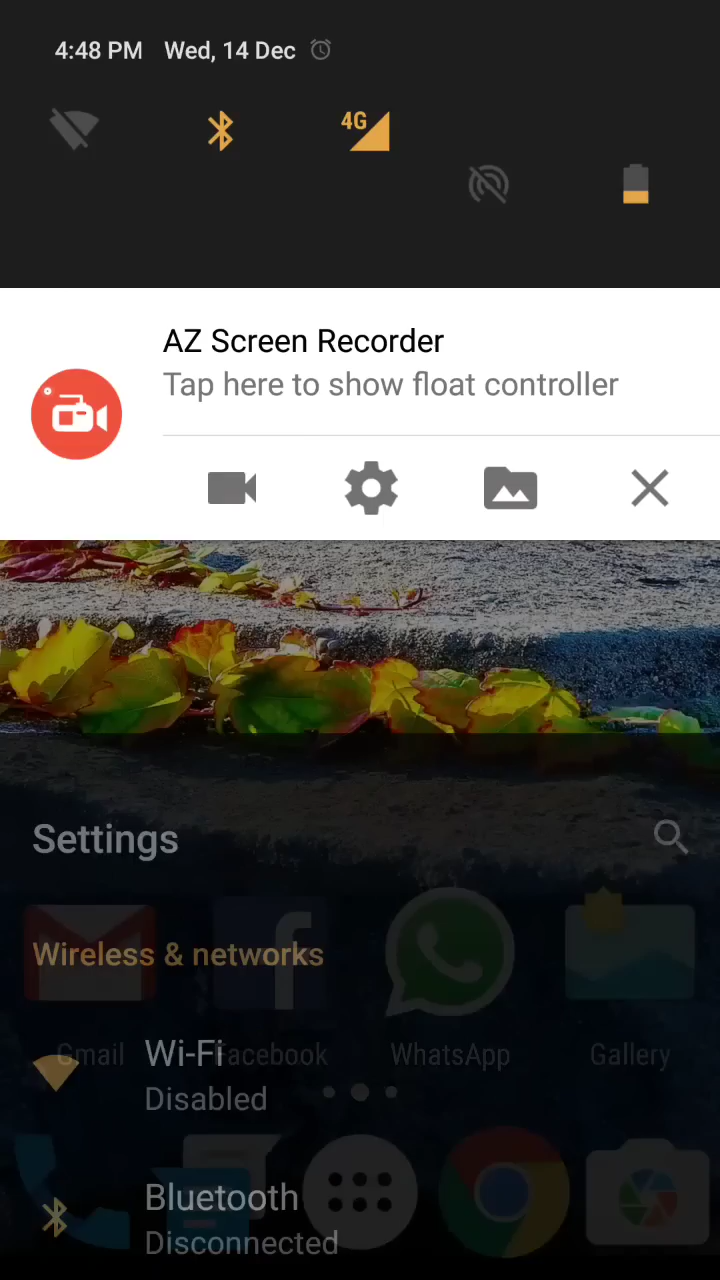 4:48 PM Wed, 14 Dec
4G
AZ Screen Recorder
Tap here to show float controller
Settings
Wireless & networks
Gmail
Facebook
WhatsApp
Gallery
Wi-Fi
Disabled
Bluetooth
Disconnected